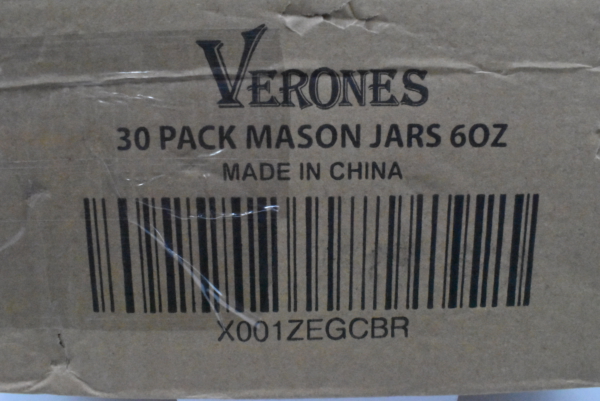 VERONES
30 PACK MASON JARS 6OZ
MADE IN CHINA
X001ZEGCBR